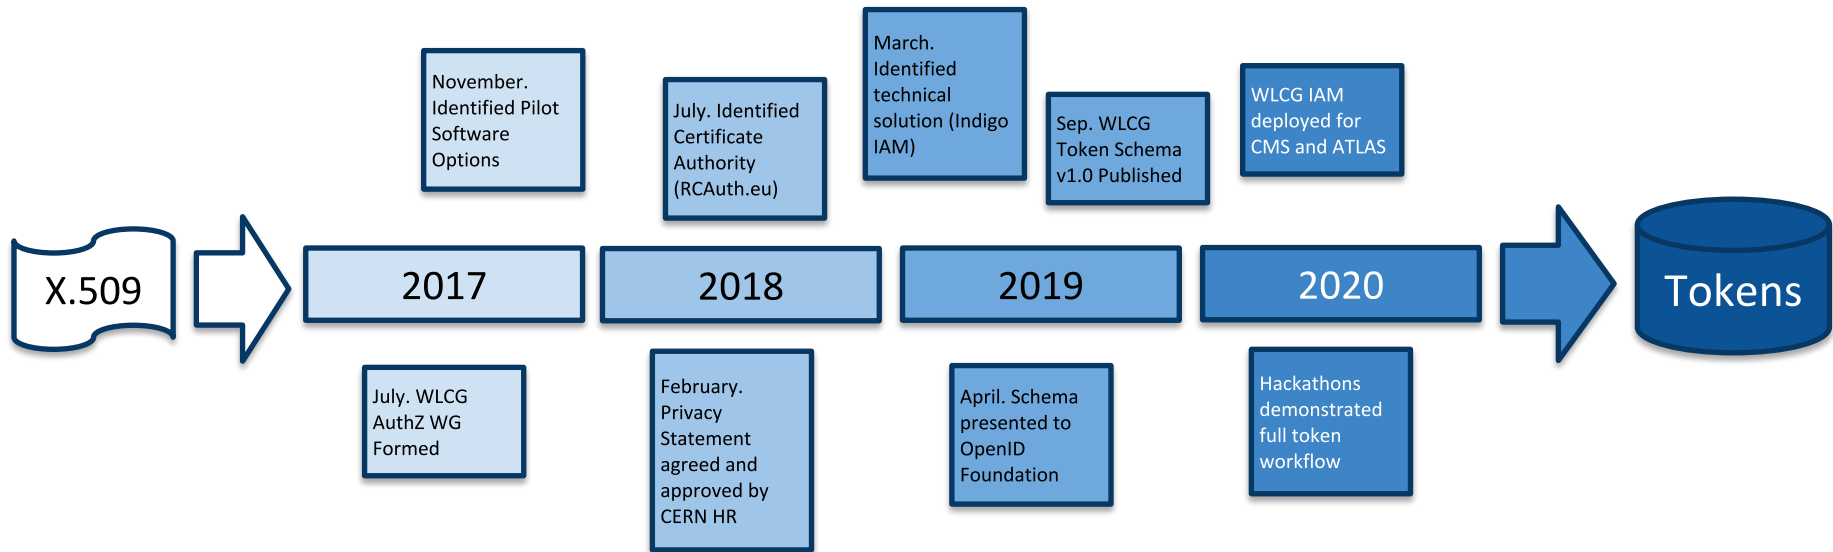 November.
Identified Pilot
Software
Options
July. Identified
Certificate
Authority
(RCAuth.eu)
March.
Identified
technical
solution (Indigo
IAM)
Sep. WLCG
Token Schema
v1.0 Published
WLCG IAM
deployed for
CMS and ATLAS
X.509
2017
2018
2019
2020
Tokens
July. WLCG
AuthZ WG
Formed
February.
Privacy
Statement
agreed and
approved by
CERN HR
April. Schema
presented to
OpenID
Foundation
Hackathons
demonstrated
full token
workflow